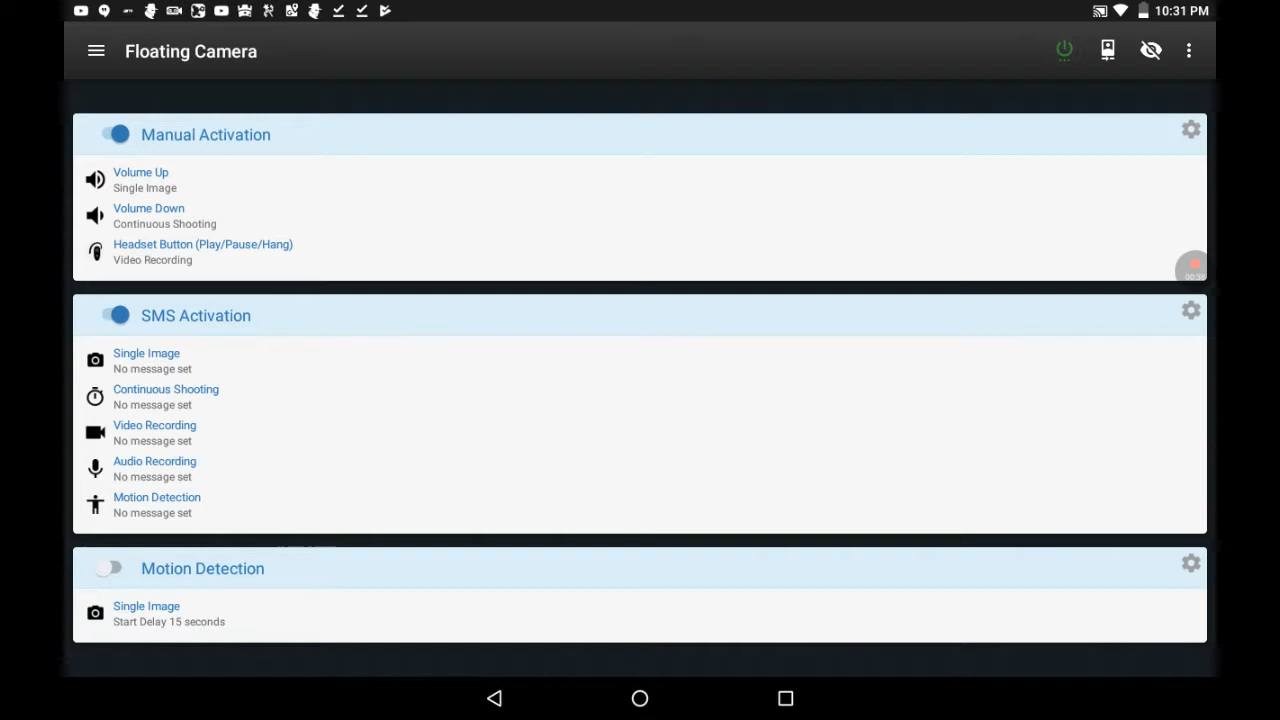 10:31 PM
Floating Camera
Manual Activation
Volume Up
Single Image
Volume Down
Continuous Shooting
Headset Button (Play/Pause/Hang)
Video Recording
SMS Activation
Single Image
No message set
Continuous Shooting
No message set
Video Recording
No message set
Audio Recording
No message set
Motion Detection
No message set
Motion Detection
Single Image
Start Delay 15 seconds